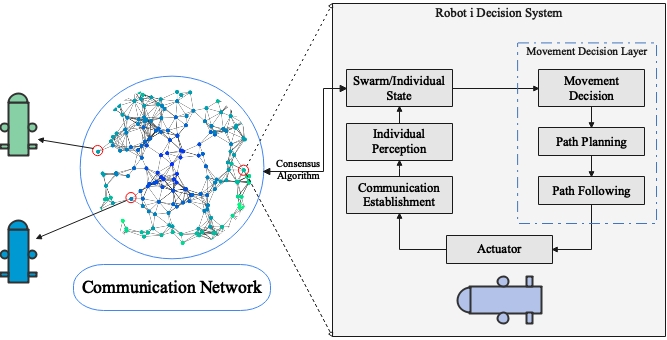 Robot i Decision System
Movement Decision Layer
Swarm/Individual
State
Movement
Decision
Individual
Perception
Path Planning
Consensus
Algorithm
Communication
Establishment
Path Following
Actuator
Communication Network